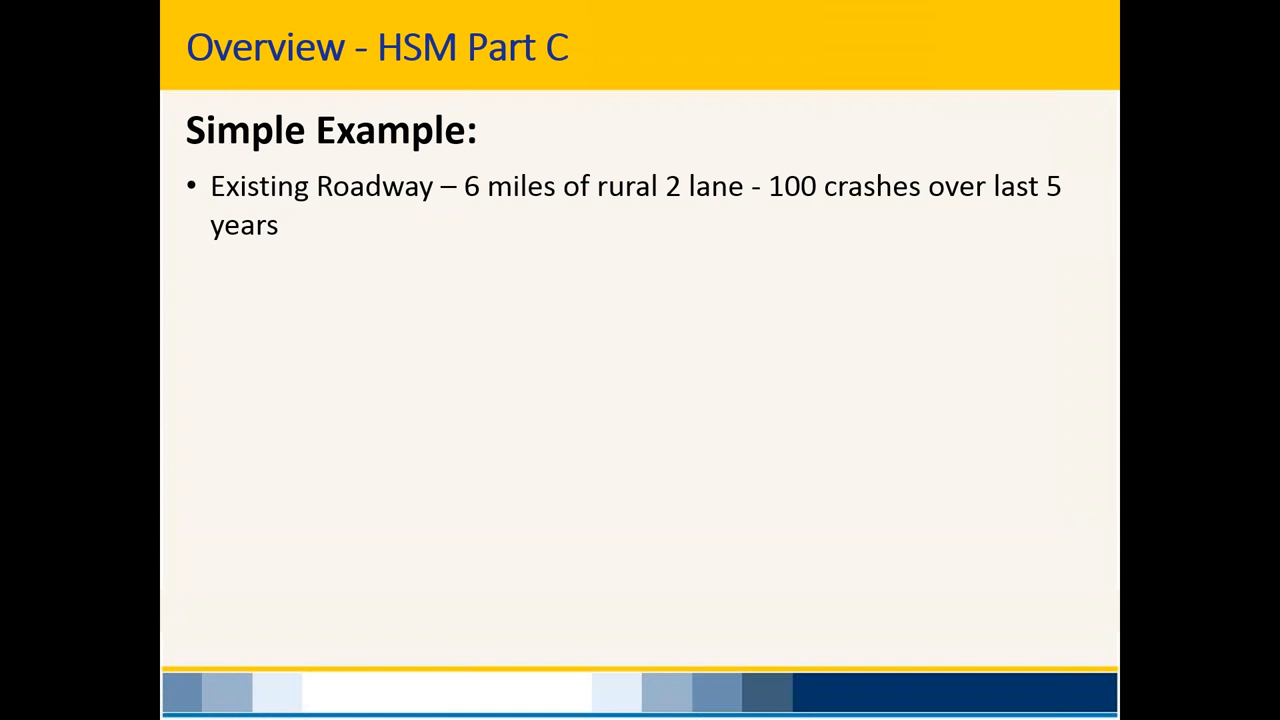 Overview - HSM Part C
Simple Example:
• Existing Roadway – 6 miles of rural 2 lane - 100 crashes over last 5
years